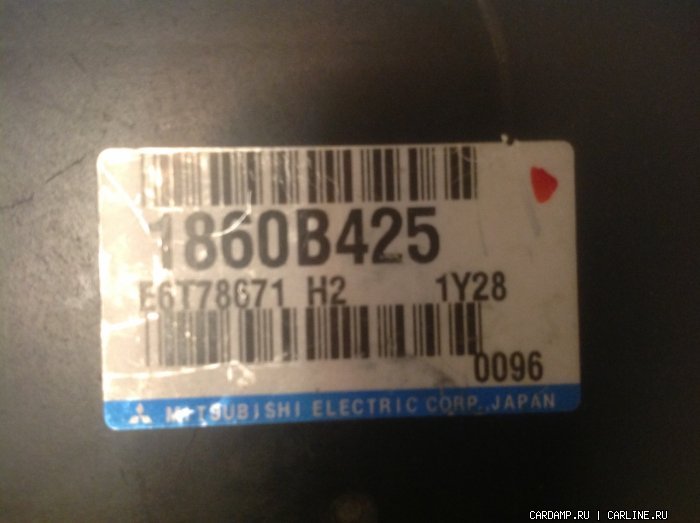 1860B425
E6T78671 H2 1Y28
0096
MITSUBISHI ELECTRIC CORP., JAPAN
CARDAMP.RU | CARLINE.RU